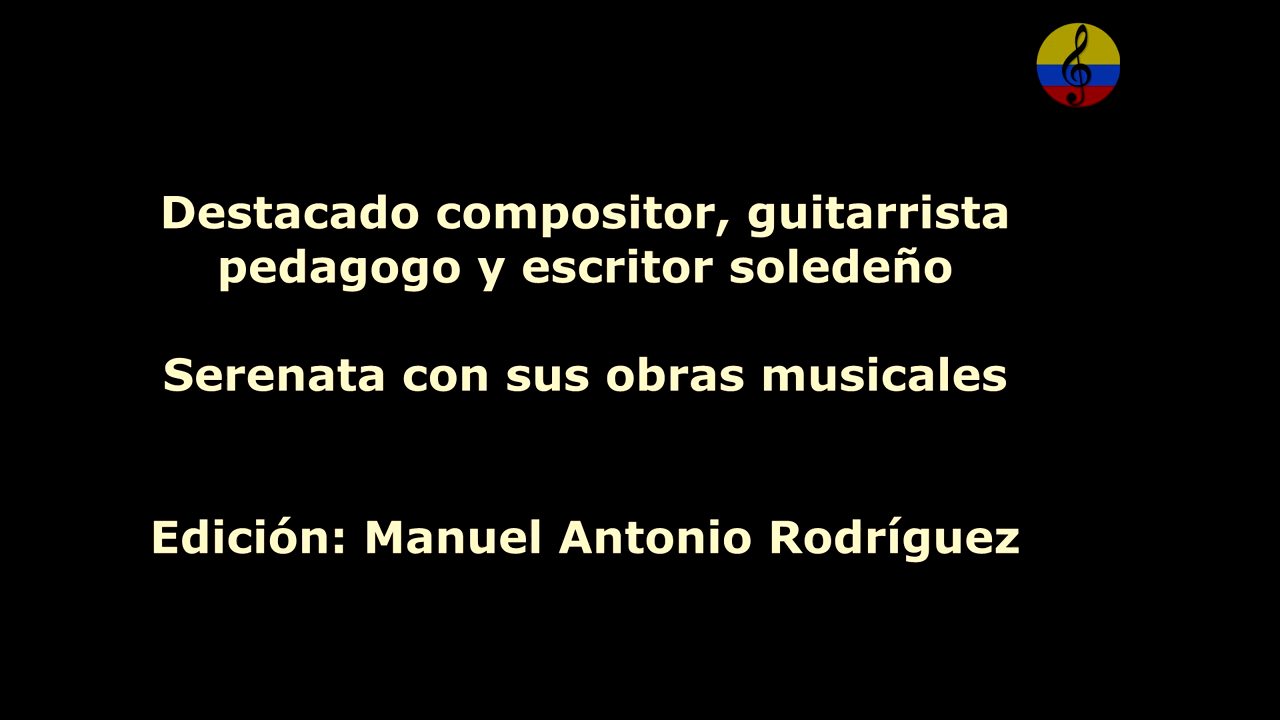 Destacado compositor, guitarrista
pedagogo y escritor soledeño
Serenata con sus obras musicales
Edición: Manuel Antonio Rodríguez